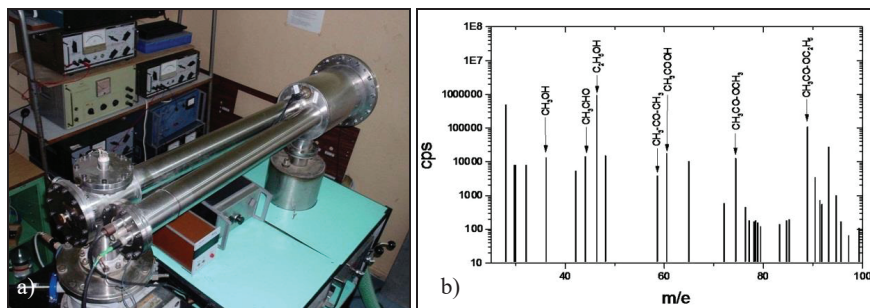 a)
b)
cps
1E8
1E7
1000000
100000
10000
1000
100
10
CH₃OH
CH₃CHO
C₂H₅OH
CH₃-CO-CH₃
CH₃COOH
CH₃CO-OCH₃
CH₃CO-OC₂H₅
40 60 80 100
m/e